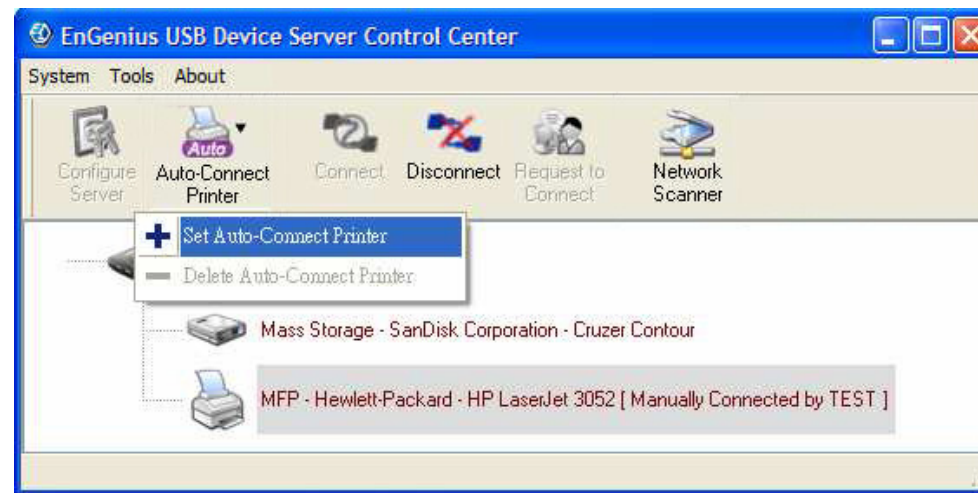 EnGenius USB Device Server Control Center
System Tools About
Configure Server
Auto
Auto-Connect Printer
Connect
Disconnect
Request to Connect
Network Scanner
Set Auto-Connect Printer
Delete Auto-Connect Printer
Mass Storage - SanDisk Corporation - Cruzer Contour
MFP - Hewlett-Packard - HP LaserJet 3052 [ Manually Connected by TEST ]